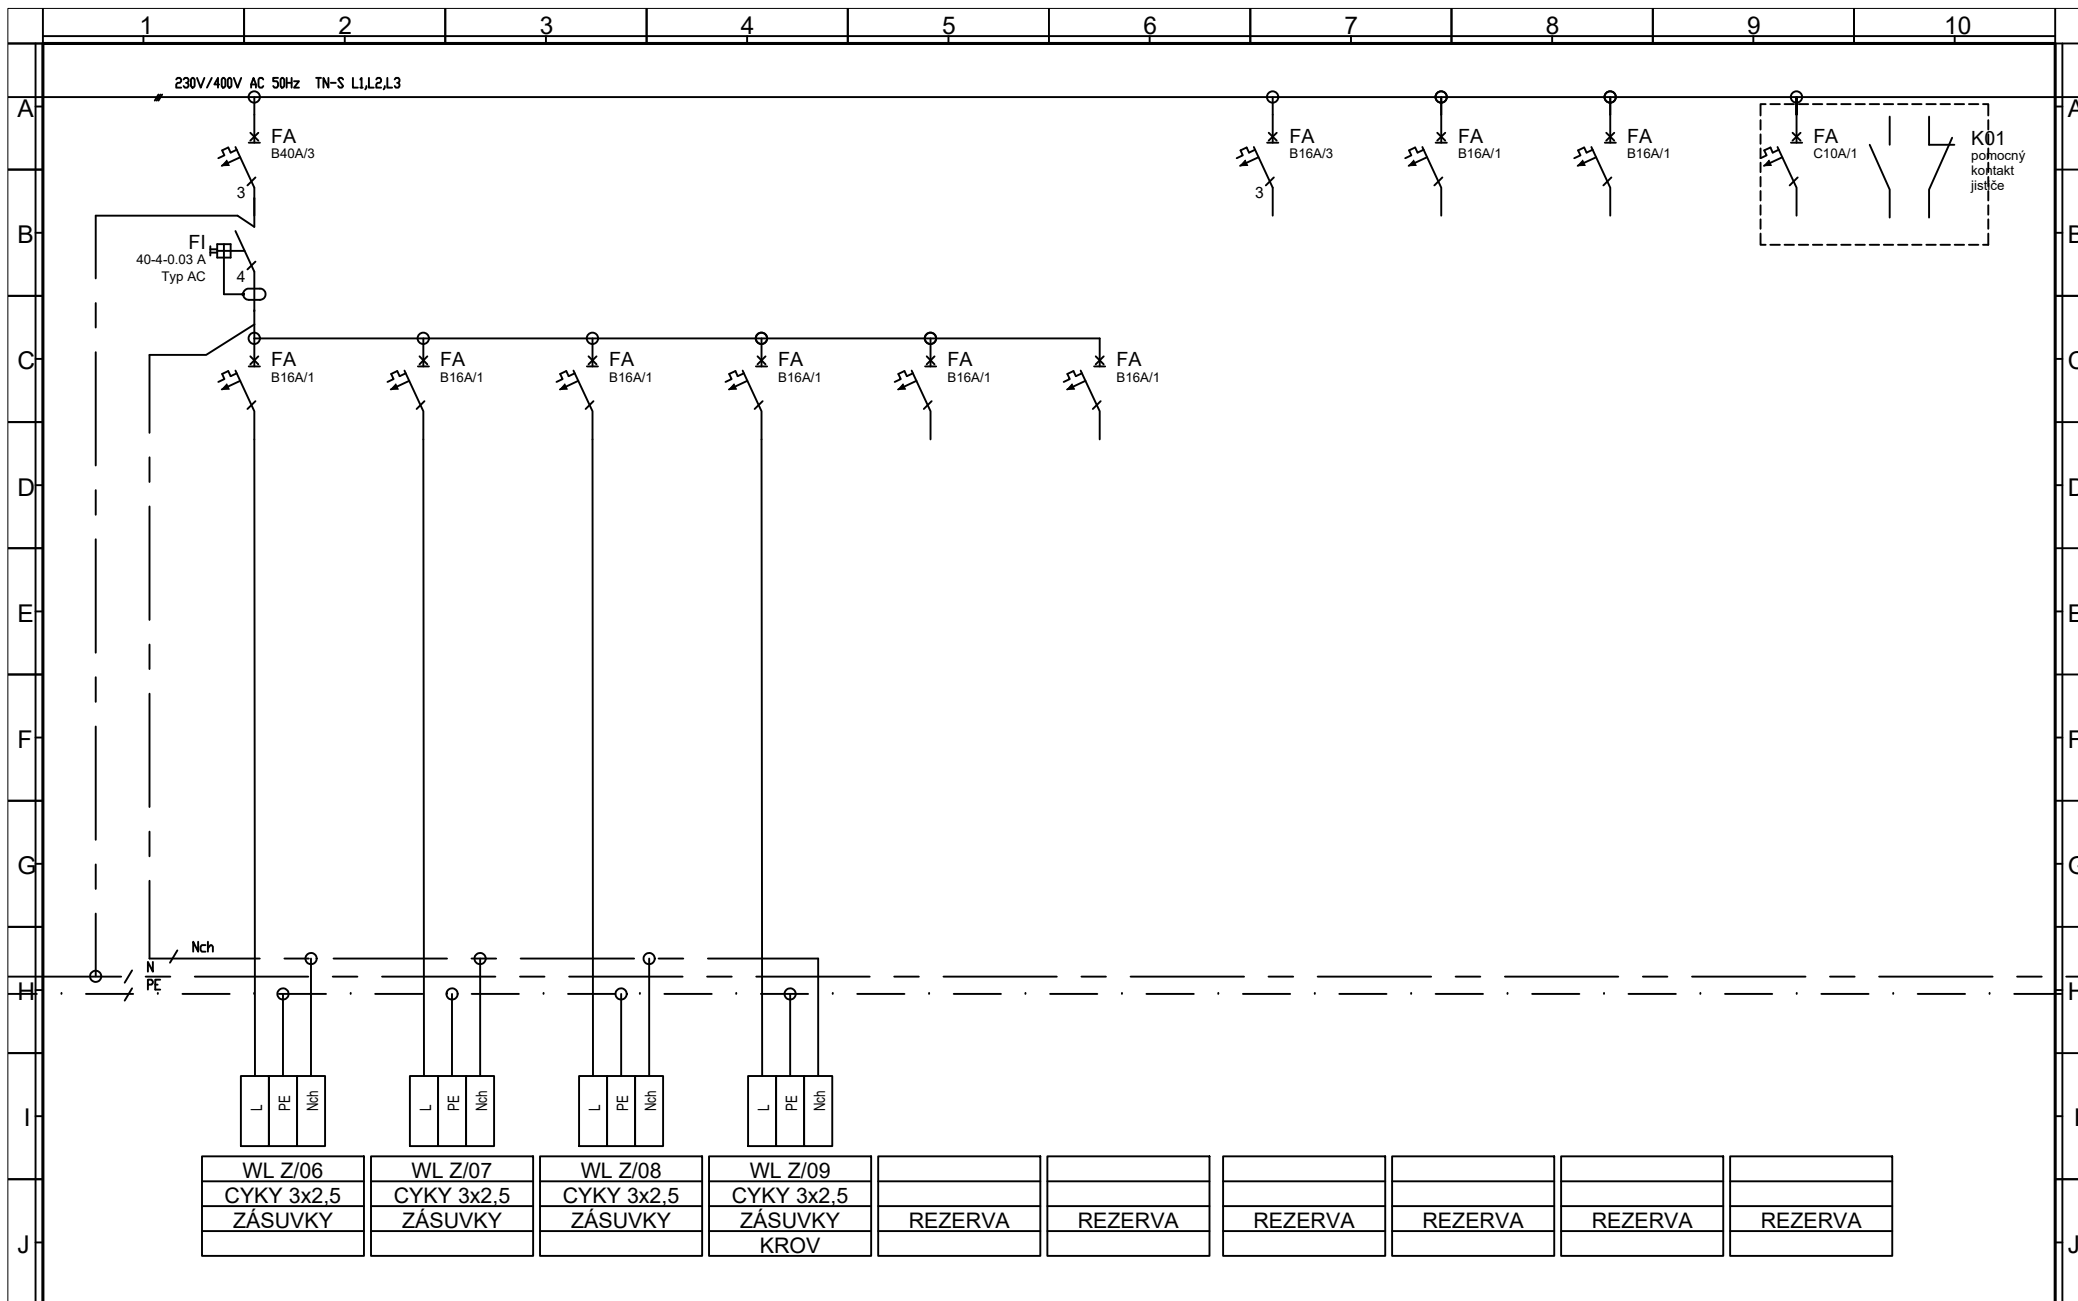 1 2 3 4 5 6 7 8 9 10
230V/400V AC 50Hz TN-S L1,L2,L3
A A
FA FA FA FA FA K01
B40A/3 B16A/3 B16A/1 B16A/1 C10A/1 pomocný
kontakt
jističe
3 3
B B
FI
40-4-0.03 A
Typ AC 4
C C
FA FA FA FA FA FA
B16A/1 B16A/1 B16A/1 B16A/1 B16A/1 B16A/1
D D
E E
F F
G G
Nch
N
PE
H H
L PE Nch L PE Nch L PE Nch L PE Nch
I I
WL Z/06 WL Z/07 WL Z/08 WL Z/09
CYKY 3x2,5 CYKY 3x2,5 CYKY 3x2,5 CYKY 3x2,5
ZÁSUVKY ZÁSUVKY ZÁSUVKY ZÁSUVKY REZERVA REZERVA REZERVA REZERVA REZERVA REZERVA
KROV
J J